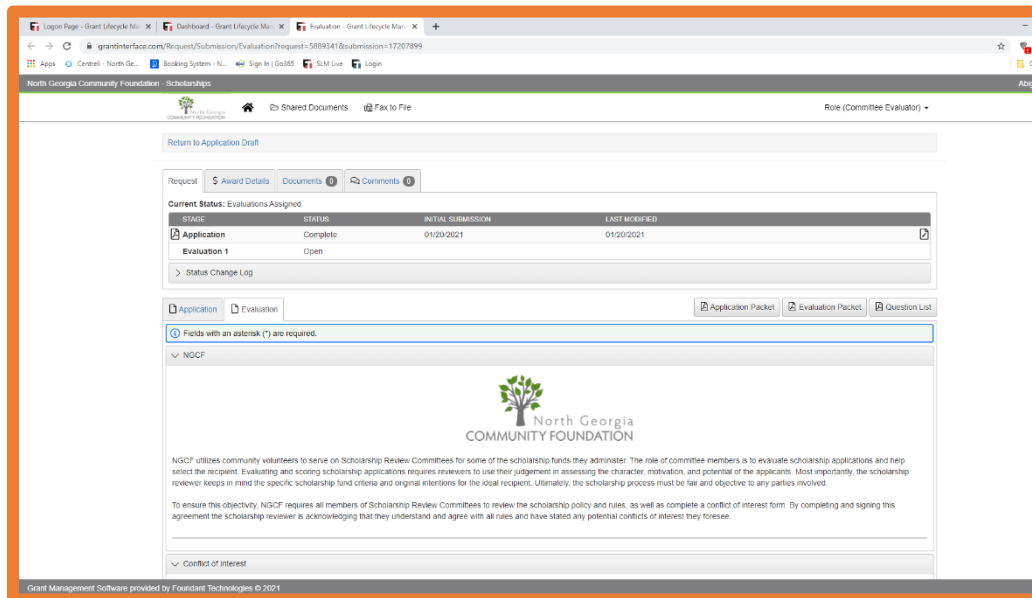 Logon Page - Grant Lifecycle Ma
Dashboard - Grant Lifecycle Man
Evaluation - Grant Lifecycle Man
grantinterface.com/Request/Submission/Evaluation?request=5889341&submission=17207899
Apps Centreli - North Ge... Booking System - N... Sign In | Go365 SLM Live Login
North Georgia Community Foundation - Scholarships Abig
North Georgia
COMMUNITY FOUNDATION
Shared Documents Fax to File Role (Committee Evaluator)
Return to Application Draft
Request $ Award Details Documents 0 Comments 0
Current Status: Evaluations Assigned
STAGE STATUS INITIAL SUBMISSION LAST MODIFIED
Application Complete 01/20/2021 01/20/2021
Evaluation 1 Open
Status Change Log
Application Evaluation Application Packet Evaluation Packet Question List
Fields with an asterisk (*) are required.
NGCF
North Georgia
COMMUNITY FOUNDATION
NGCF utilizes community volunteers to serve on Scholarship Review Committees for some of the scholarship funds they administer. The role of committee members is to evaluate scholarship applications and help
select the recipient. Evaluating and scoring scholarship applications requires reviewers to use their judgement in assessing the character, motivation, and potential of the applicants. Most importantly, the scholarship
reviewer keeps in mind the specific scholarship fund criteria and original intentions for the ideal recipient. Ultimately, the scholarship process must be fair and objective to any parties involved.
To ensure this objectivity, NGCF requires all members of Scholarship Review Committees to review the scholarship policy and rules, as well as complete a conflict of interest form. By completing and signing this
agreement the scholarship reviewer is acknowledging that they understand and agree with all rules and have stated any potential conflicts of interest they foresee.
Conflict of Interest
Grant Management Software provided by Foundant Technologies © 2021